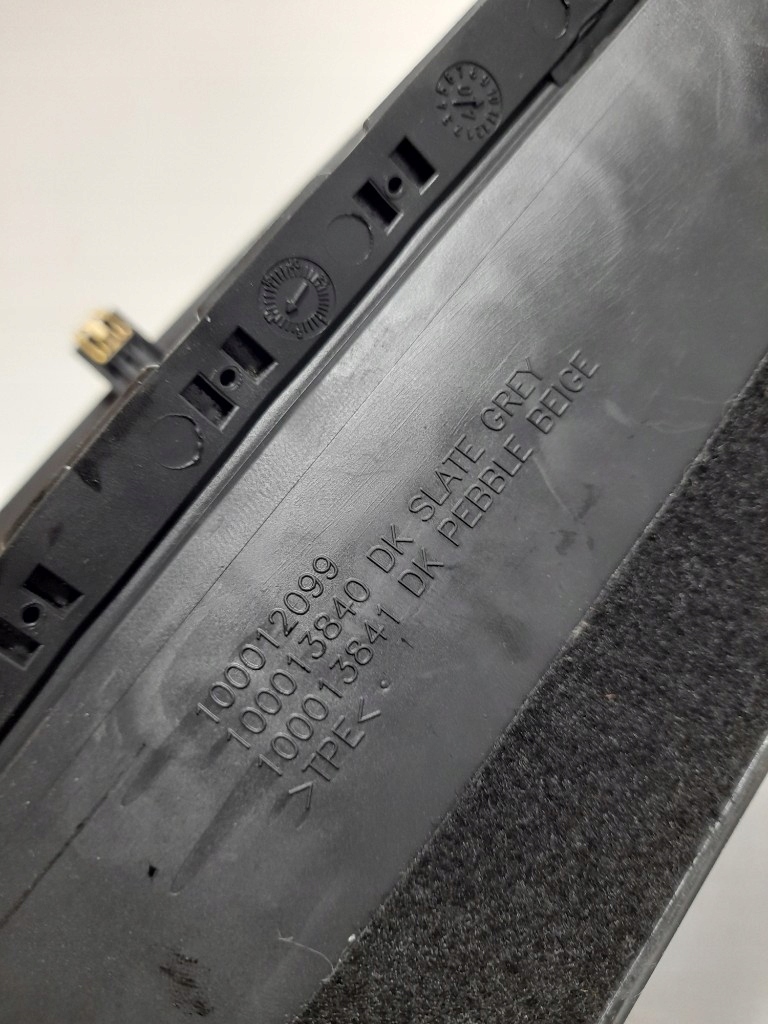 100012099
100013840 DK SLATE GREY
100013841 DK PEBBLE BEIGE
>TPE<